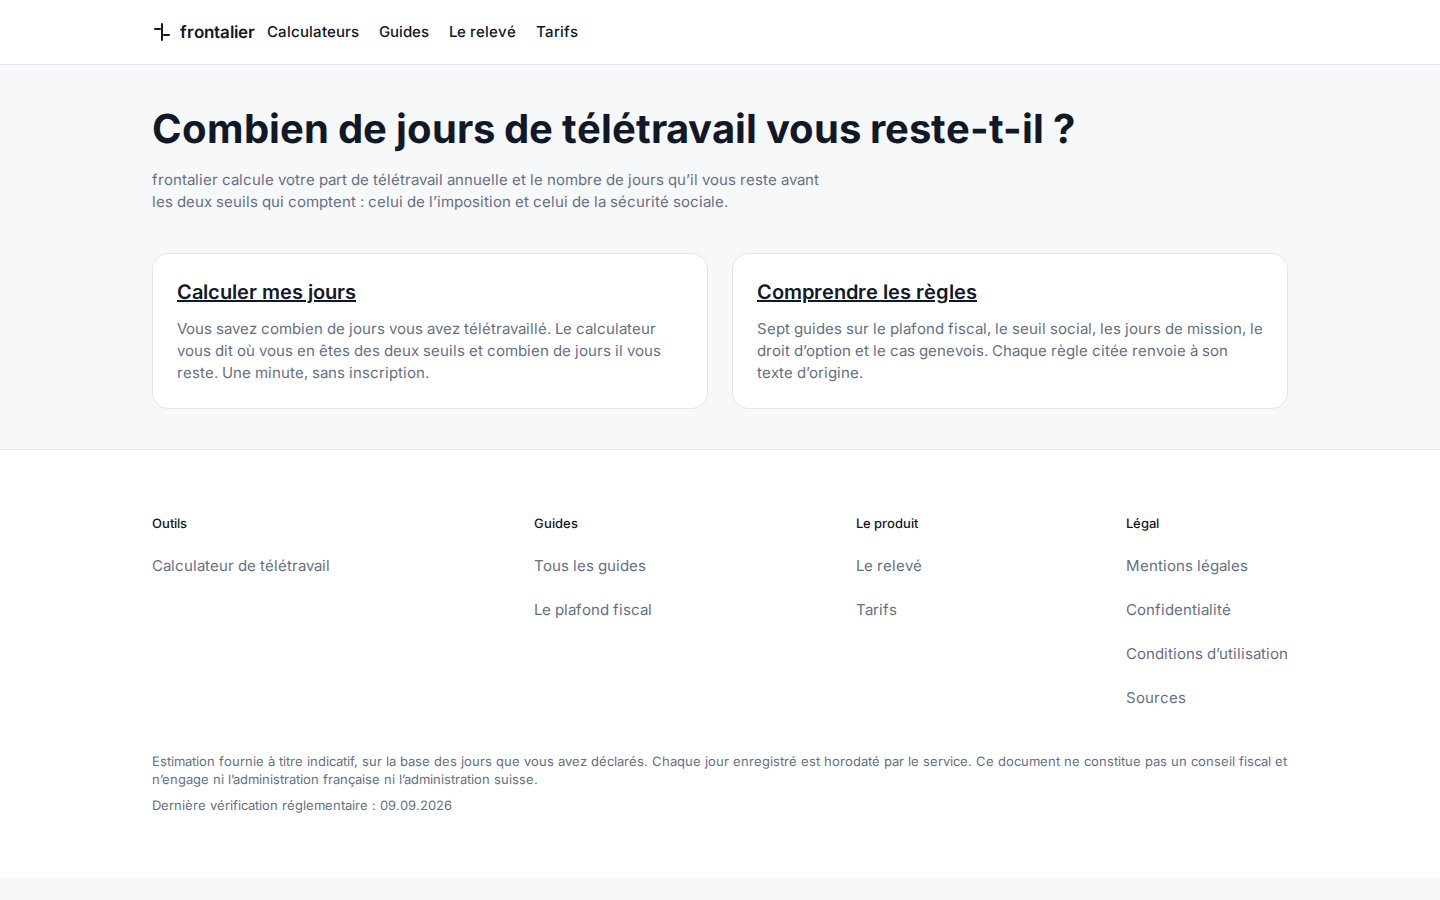 frontalier Calculateurs Guides Le relevé Tarifs
Combien de jours de télétravail vous reste-t-il ?
frontalier calcule votre part de télétravail annuelle et le nombre de jours qu’il vous reste avant
les deux seuils qui comptent : celui de l’imposition et celui de la sécurité sociale.
Calculer mes jours
Vous savez combien de jours vous avez télétravaillé. Le calculateur
vous dit où vous en êtes des deux seuils et combien de jours il vous
reste. Une minute, sans inscription.
Comprendre les règles
Sept guides sur le plafond fiscal, le seuil social, les jours de mission, le
droit d’option et le cas genevois. Chaque règle citée renvoie à son
texte d’origine.
Outils
Calculateur de télétravail
Guides
Tous les guides
Le plafond fiscal
Le produit
Le relevé
Tarifs
Légal
Mentions légales
Confidentialité
Conditions d’utilisation
Sources
Estimation fournie à titre indicatif, sur la base des jours que vous avez déclarés. Chaque jour enregistré est horodaté par le service. Ce document ne constitue pas un conseil fiscal et
n’engage ni l’administration française ni l’administration suisse.
Dernière vérification réglementaire : 09.09.2026